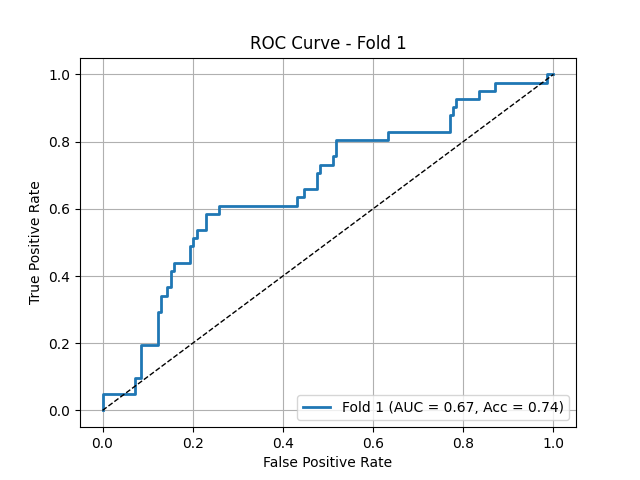 ROC Curve - Fold 1
1.0
0.8
0.6
0.4
0.2
0.0
True Positive Rate
Fold 1 (AUC = 0.67, Acc = 0.74)
0.0 0.2 0.4 0.6 0.8 1.0
False Positive Rate